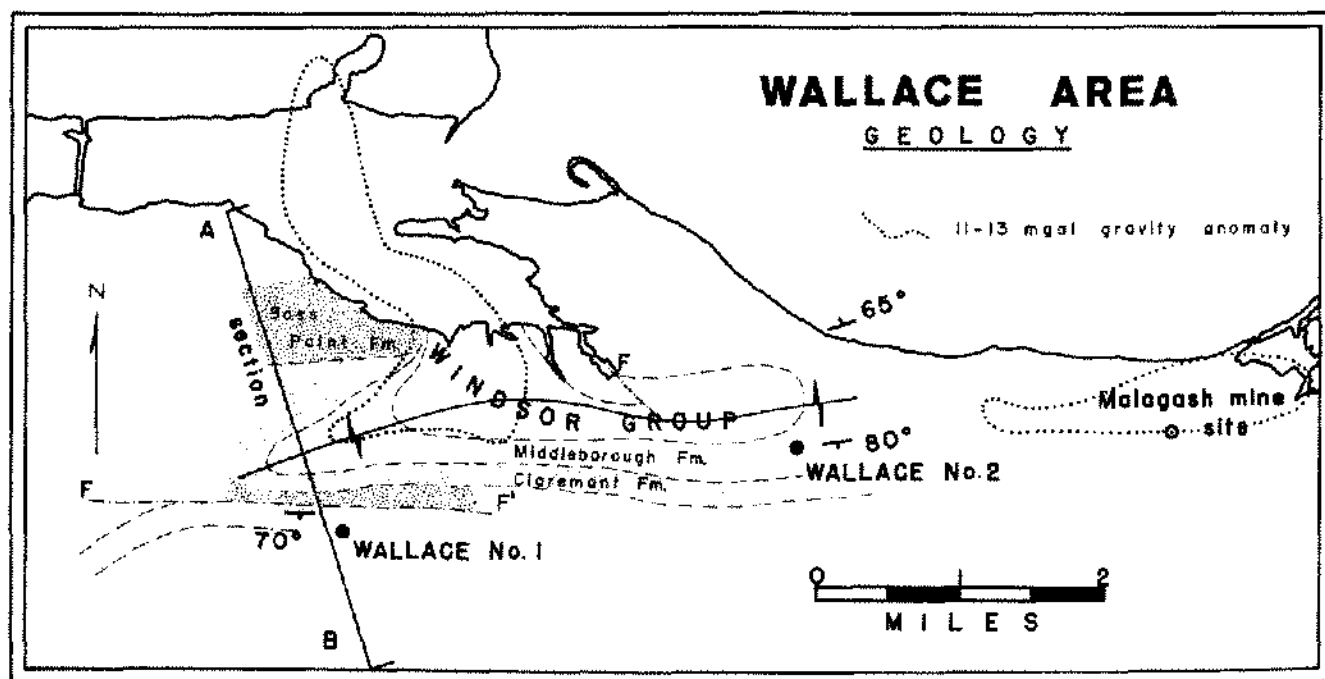 WALLACE AREA
GEOLOGY
11-13 mgal gravity anomaly
A
N
section
Boss
Point Fm.
65°
F
WINDSOR GROUP
Malagash mine
site
80°
Middleborough Fm.
WALLACE No. 2
Claremont Fm.
F
F'
70°
WALLACE No. 1
0
1
2
MILES
B